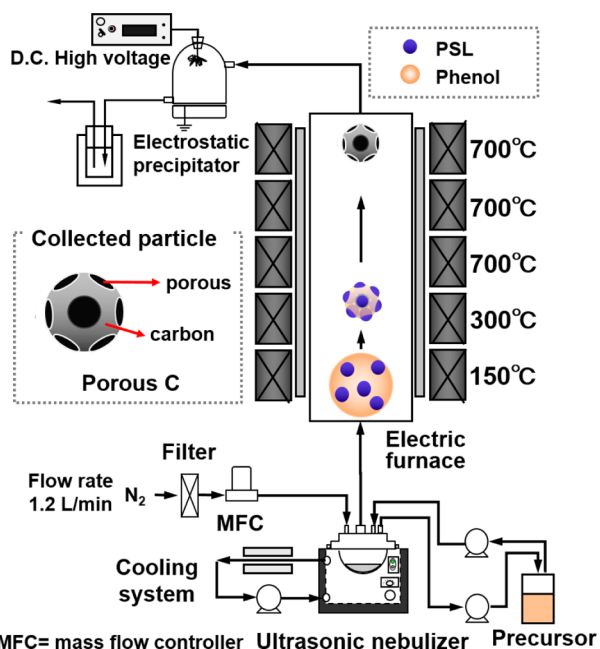 D.C. High voltage
PSL
Phenol
Electrostatic
precipitator
700°C
700°C
700°C
300°C
150°C
Collected particle
porous
carbon
Porous C
Electric
furnace
Filter
Flow rate
1.2 L/min
N₂
MFC
Cooling
system
MFC= mass flow controller
Ultrasonic nebulizer
Precursor